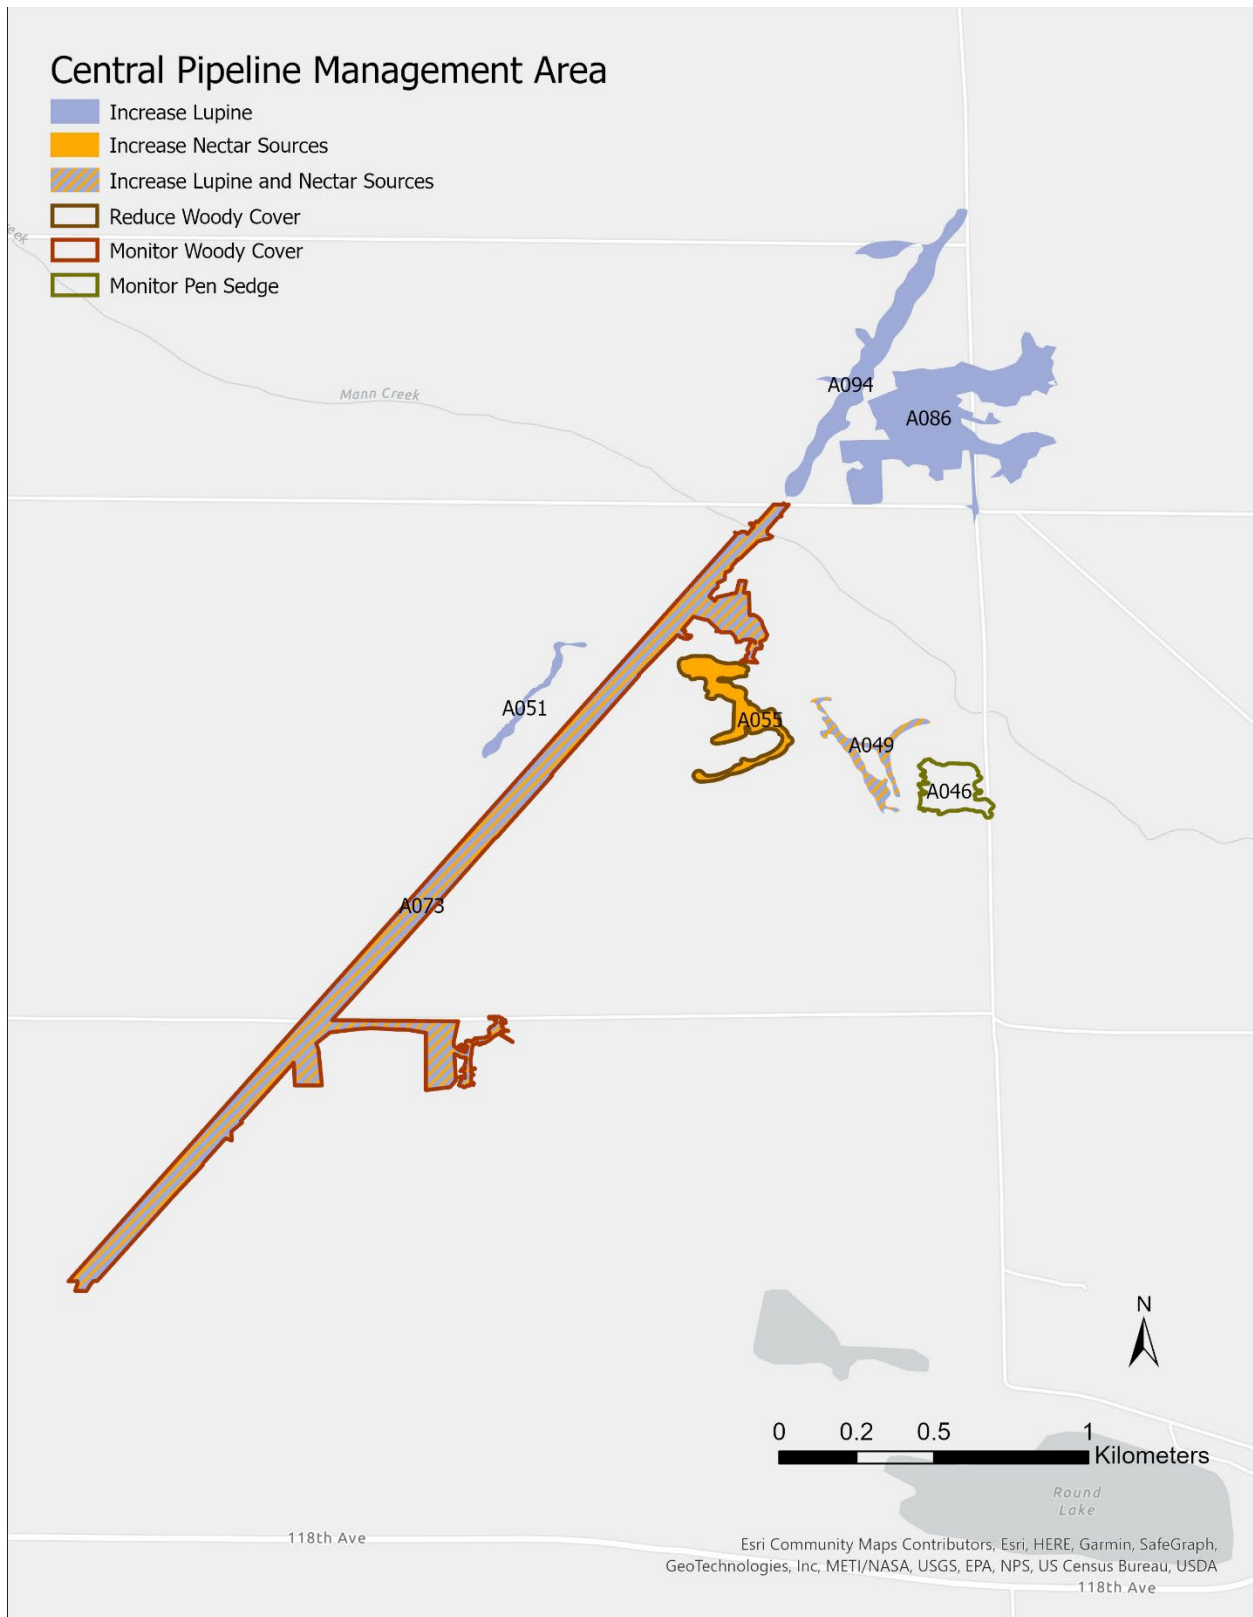 Central Pipeline Management Area
Increase Lupine
Increase Nectar Sources
Increase Lupine and Nectar Sources
Reduce Woody Cover
Monitor Woody Cover
Monitor Pen Sedge
eek
Mann Creek
A094
A086
A051
A055
A049
A046
A073
N
0 0.2 0.5 1
Kilometers
Round
Lake
118th Ave
Esri Community Maps Contributors, Esri, HERE, Garmin, SafeGraph,
GeoTechnologies, Inc, METI/NASA, USGS, EPA, NPS, US Census Bureau, USDA
118th Ave